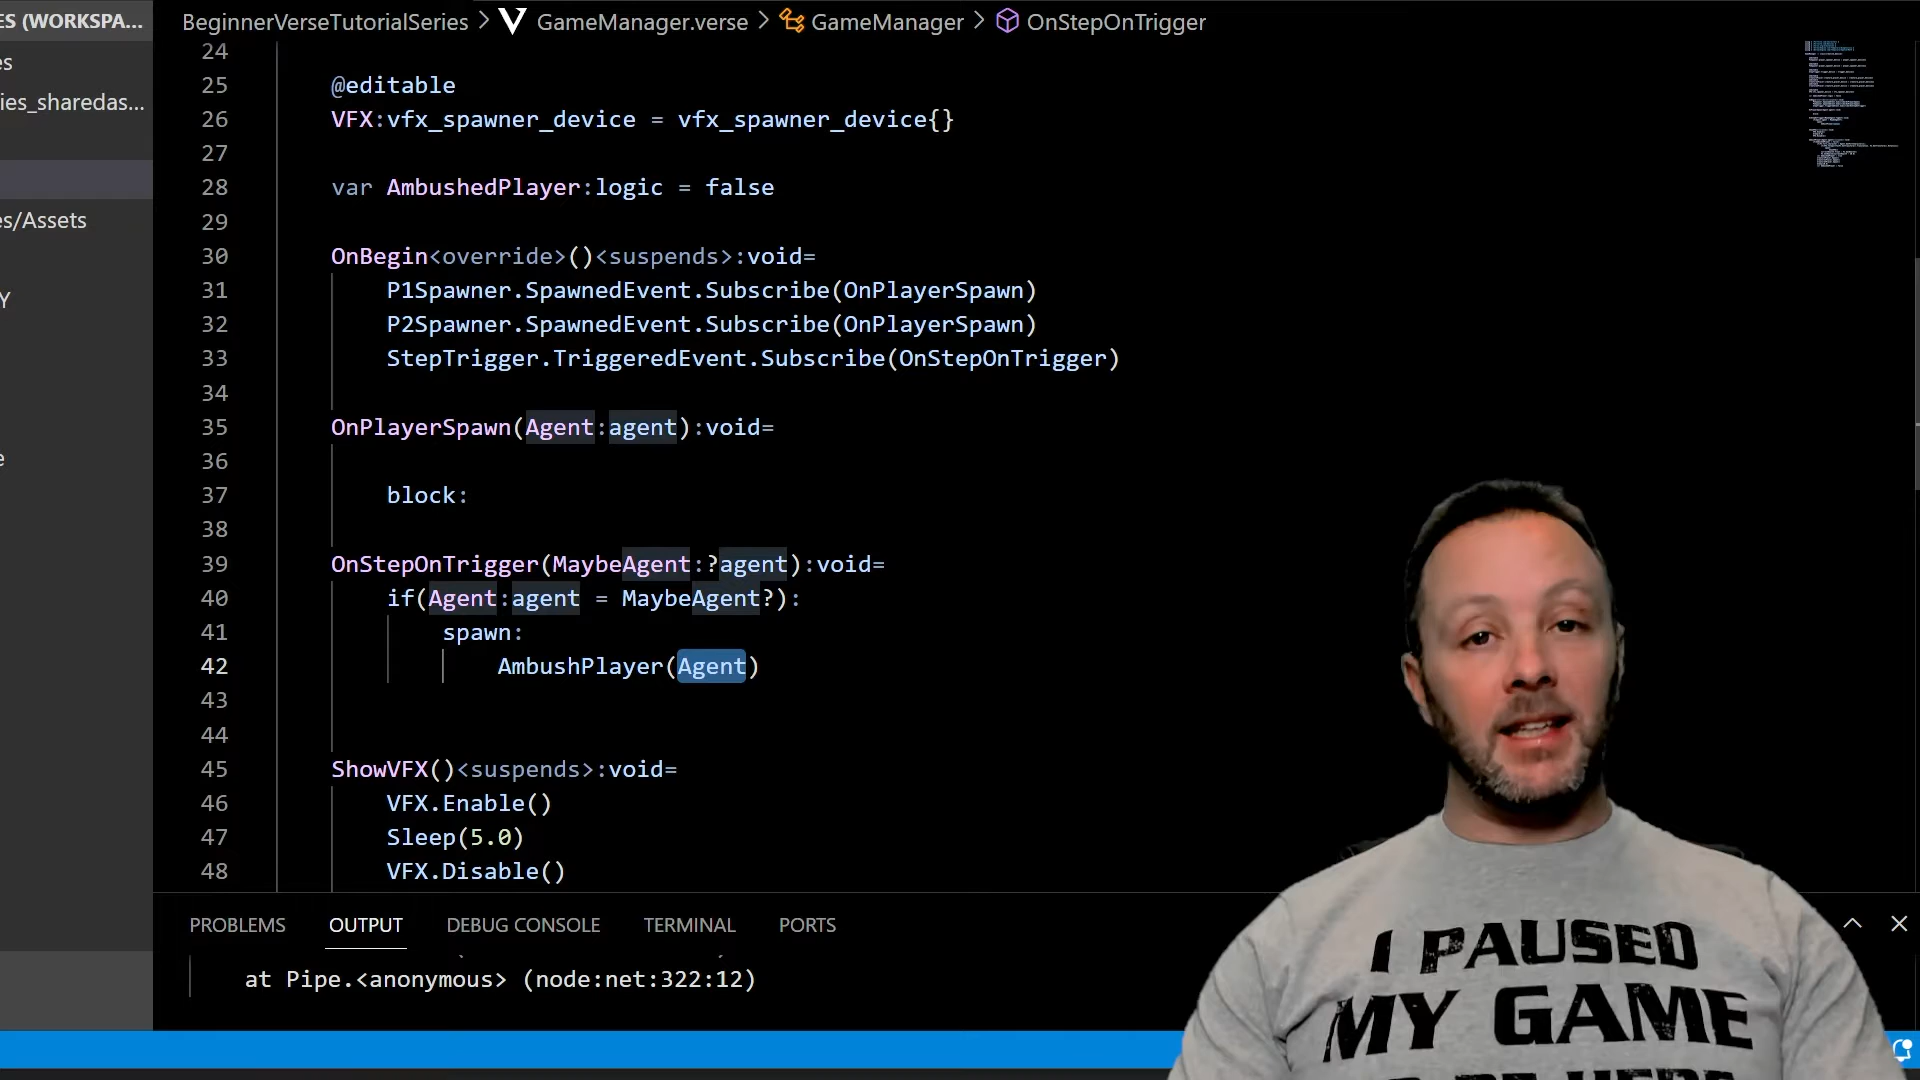 ES (WORKSPA...
BeginnerVerseTutorialSeries > GameManager.verse > GameManager > OnStepOnTrigger
es
ies_sharedas...
es/Assets
Y
e
24
25 @editable
26 VFX:vfx_spawner_device = vfx_spawner_device{}
27
28 var AmbushedPlayer:logic = false
29
30 OnBegin<override>()<suspends>:void=
31 P1Spawner.SpawnedEvent.Subscribe(OnPlayerSpawn)
32 P2Spawner.SpawnedEvent.Subscribe(OnPlayerSpawn)
33 StepTrigger.TriggeredEvent.Subscribe(OnStepOnTrigger)
34
35 OnPlayerSpawn(Agent:agent):void=
36
37 block:
38
39 OnStepOnTrigger(MaybeAgent:?agent):void=
40 if(Agent:agent = MaybeAgent?):
41 spawn:
42 AmbushPlayer(Agent)
43
44
45 ShowVFX()<suspends>:void=
46 VFX.Enable()
47 Sleep(5.0)
48 VFX.Disable()
PROBLEMS OUTPUT DEBUG CONSOLE TERMINAL PORTS
at Pipe.<anonymous> (node:net:322:12)
I PAUSED
MY GAME